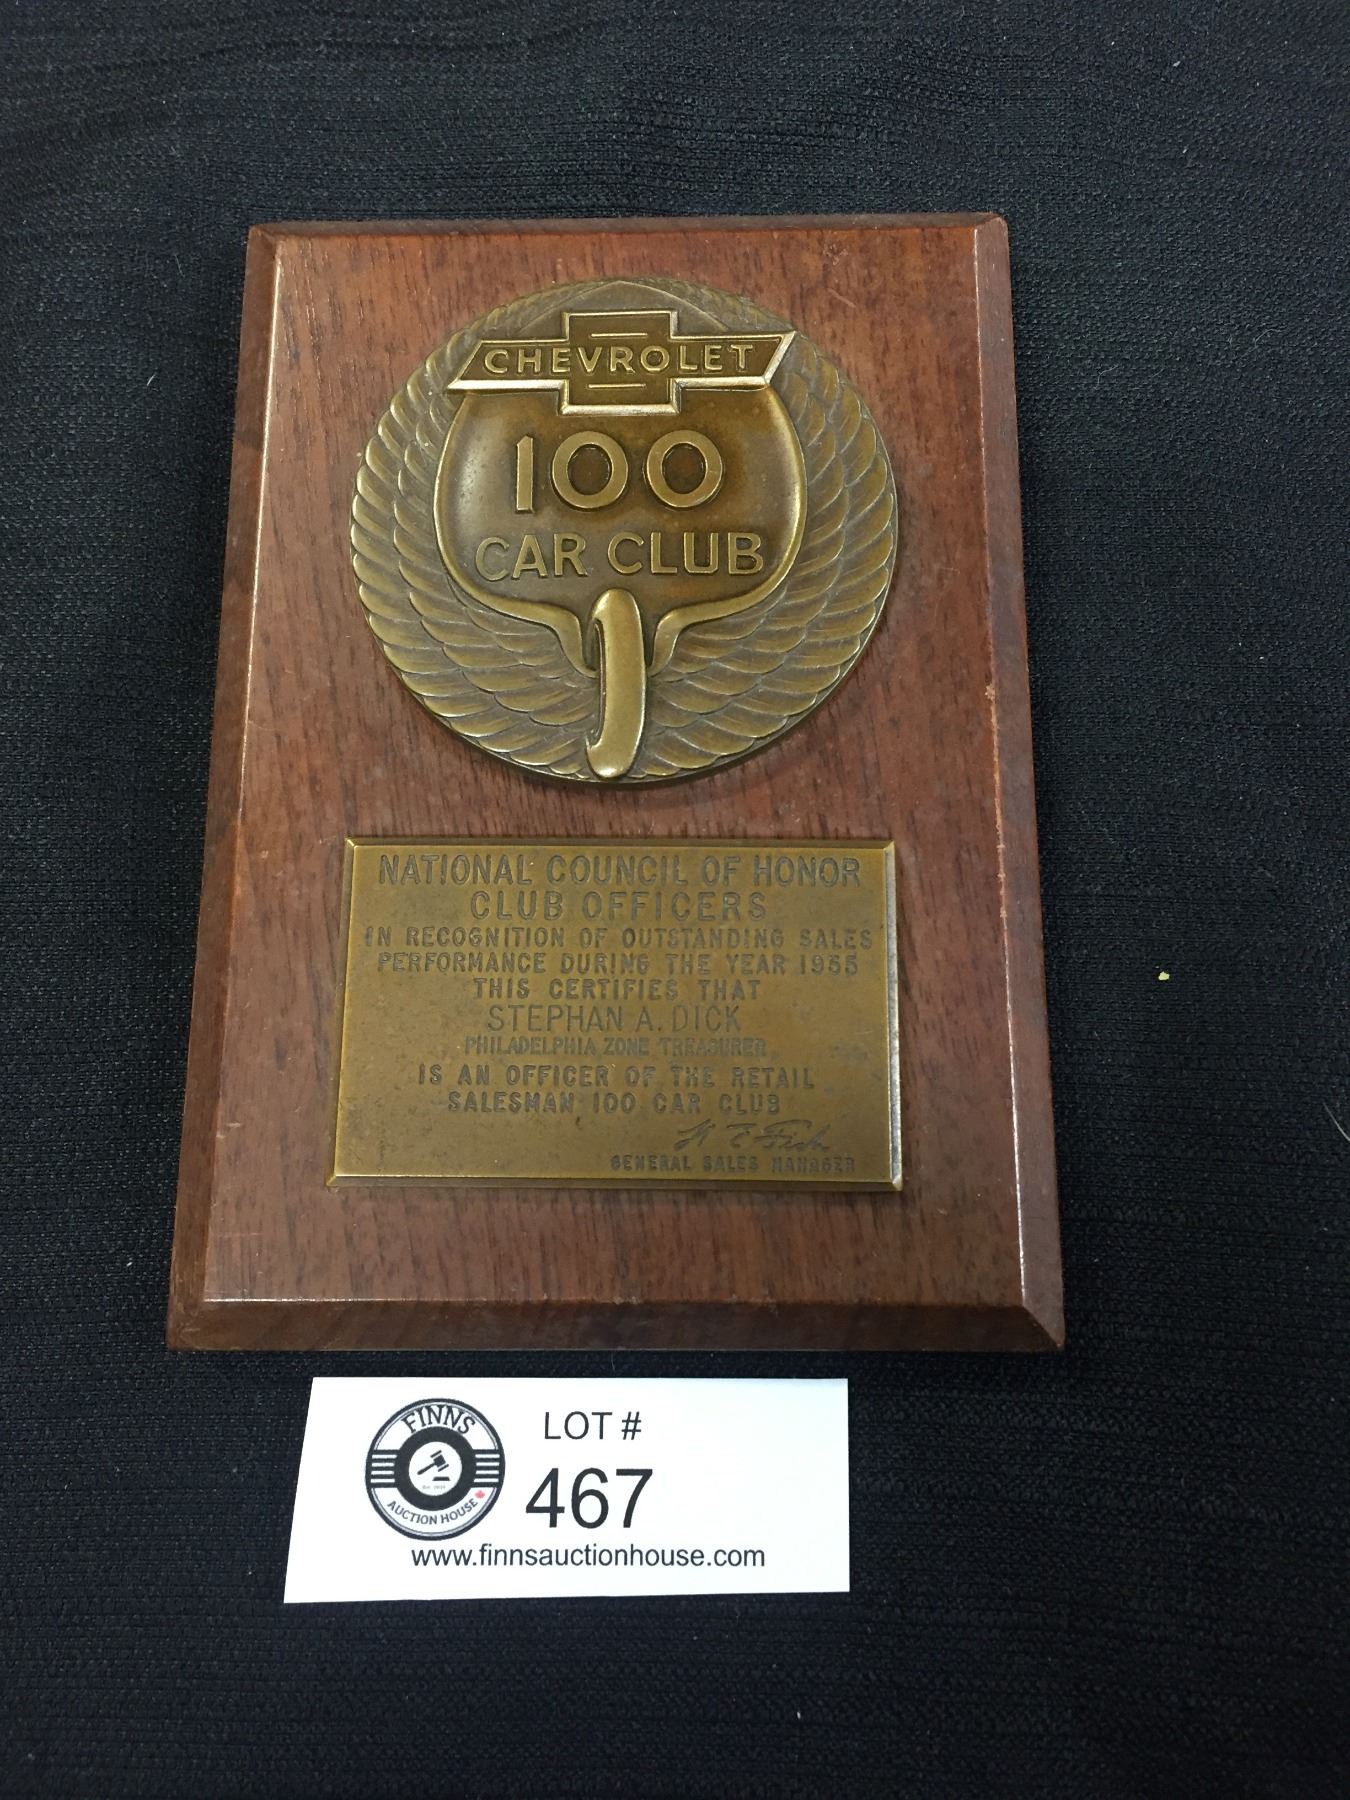 CHEVROLET
100
CAR CLUB
NATIONAL COUNCIL OF HONOR
CLUB OFFICERS
IN RECOGNITION OF OUTSTANDING SALES
PERFORMANCE DURING THE YEAR 1955
THIS CERTIFIES THAT
STEPHAN A. DICK
PHILADELPHIA ZONE TREASURER
IS AN OFFICER OF THE RETAIL
SALESMAN 100 CAR CLUB
GENERAL SALES MANAGER
FINNS
AUCTION HOUSE
LOT #
467
www.finnsauctionhouse.com